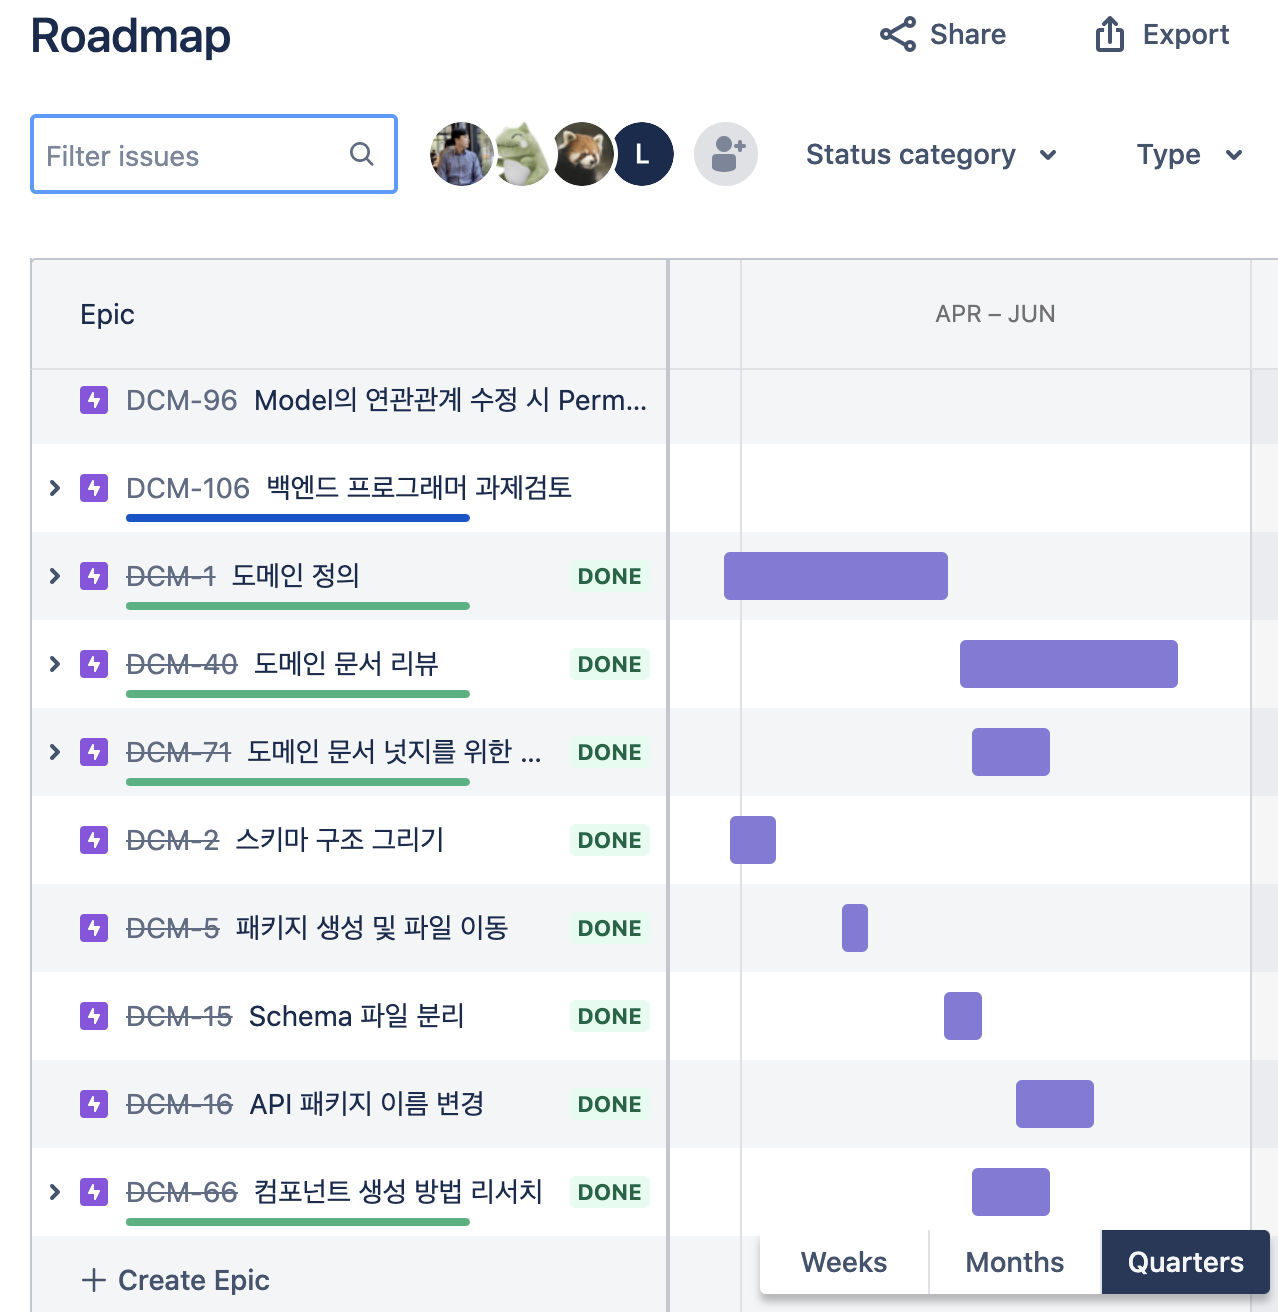 Roadmap
Share
Export
Filter issues
L
Status category
Type
Epic
APR – JUN
DCM-96 Model의 연관관계 수정 시 Perm...
DCM-106 백엔드 프로그래머 과제검토
DCM-1 도메인 정의 DONE
DCM-40 도메인 문서 리뷰 DONE
DCM-71 도메인 문서 넛지를 위한 ... DONE
DCM-2 스키마 구조 그리기 DONE
DCM-5 패키지 생성 및 파일 이동 DONE
DCM-15 Schema 파일 분리 DONE
DCM-16 API 패키지 이름 변경 DONE
DCM-66 컴포넌트 생성 방법 리서치 DONE
Create Epic
Weeks
Months
Quarters